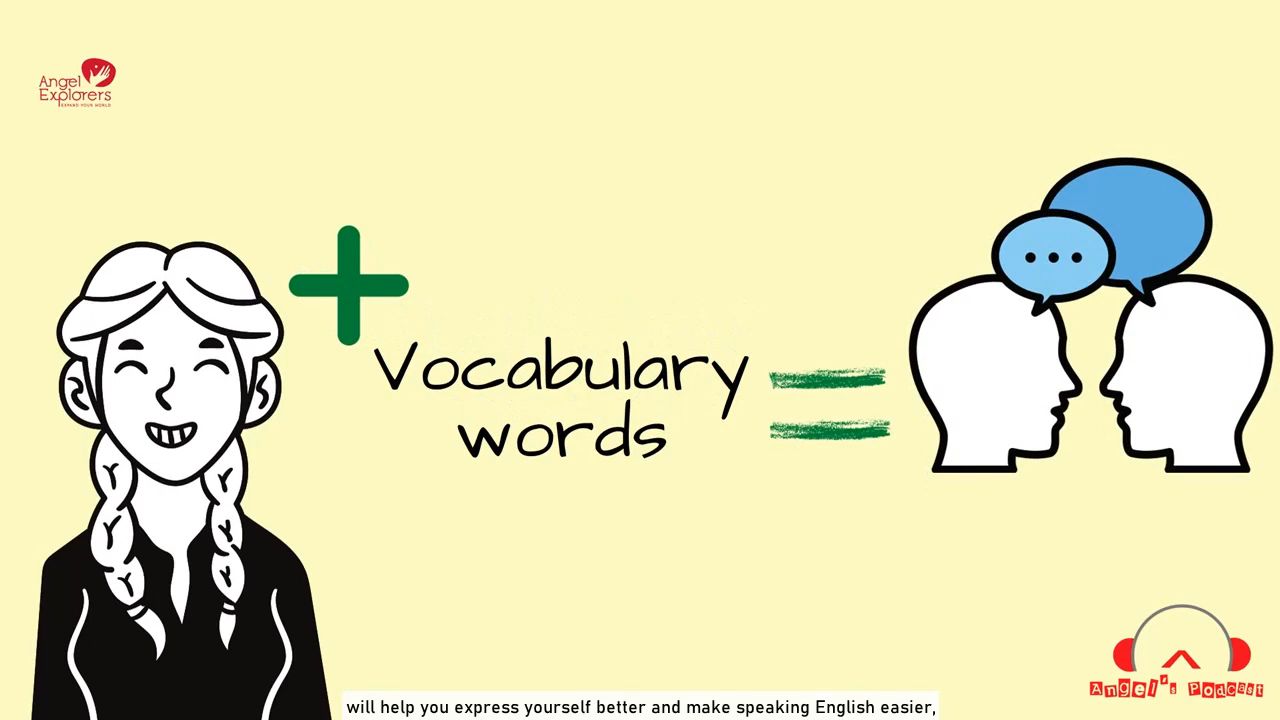 Angel
Explorers
EXPAND YOUR WORLD
Vocabulary
words
will help you express yourself better and make speaking English easier,
Angel's Podcast